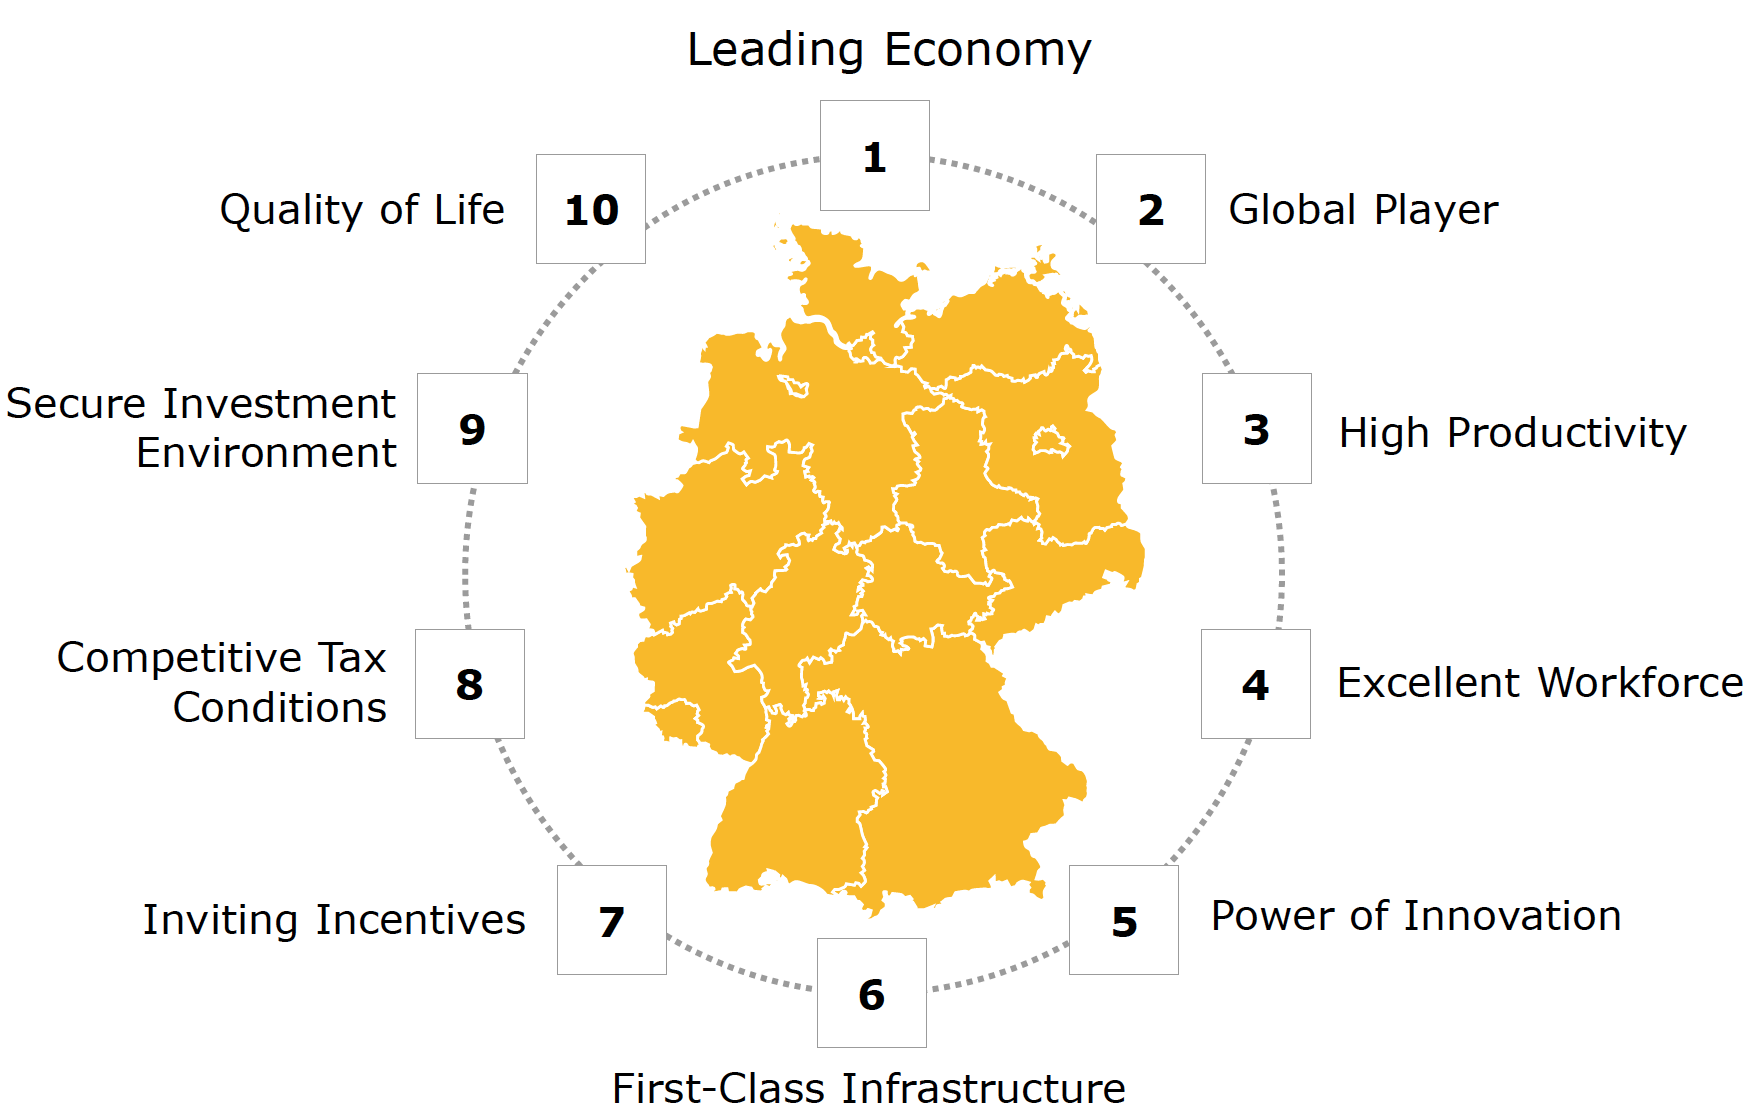 Leading Economy
1
2
Global Player
3
High Productivity
4
Excellent Workforce
5
Power of Innovation
6
First-Class Infrastructure
7
Inviting Incentives
8
Competitive Tax
Conditions
9
Secure Investment
Environment
10
Quality of Life